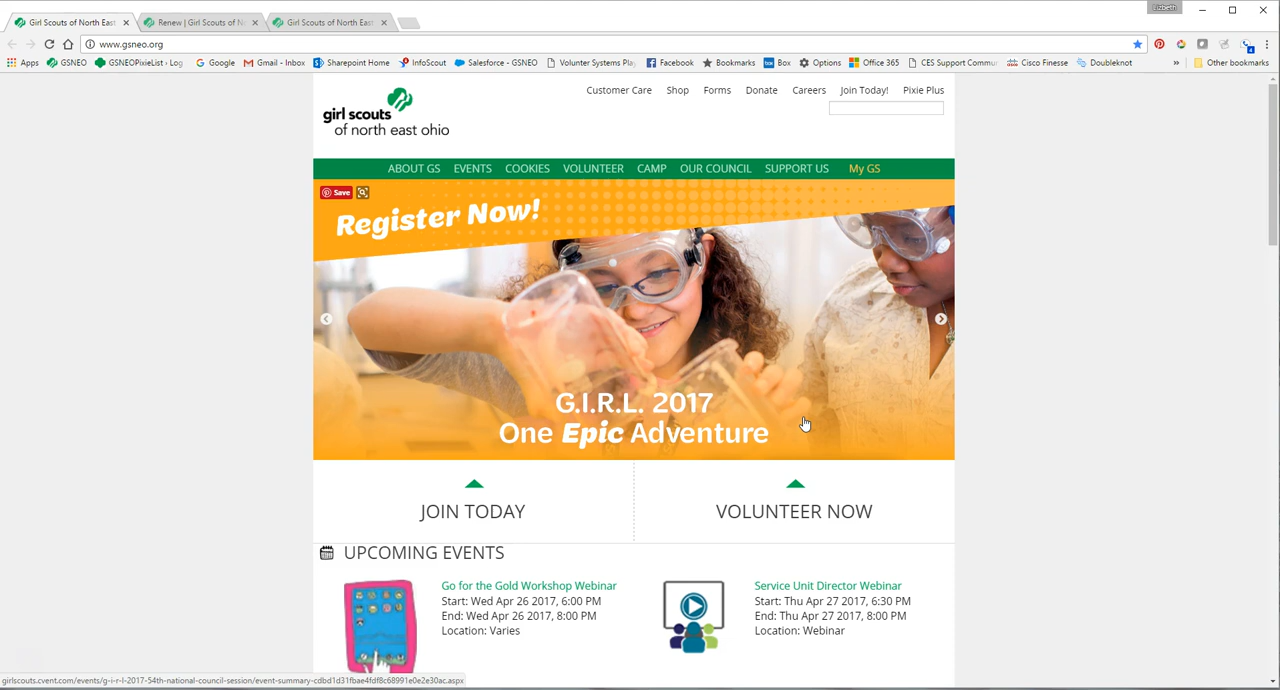 Lizbeth
Girl Scouts of North East
Renew | Girl Scouts of N
Girl Scouts of North East
www.gsneo.org
Apps GSNEO GSNEOPixieList › Log Google Gmail - Inbox Sharepoint Home InfoScout Salesforce - GSNEO Volunter Systems Play Facebook Bookmarks Box Options Office 365 CES Support Commu Cisco Finesse Doubleknot » Other bookmarks
girl scouts
of north east ohio
Customer Care Shop Forms Donate Careers Join Today! Pixie Plus
ABOUT GS EVENTS COOKIES VOLUNTEER CAMP OUR COUNCIL SUPPORT US My GS
Save
Register Now!
G.I.R.L. 2017
One Epic Adventure
JOIN TODAY
VOLUNTEER NOW
UPCOMING EVENTS
Go for the Gold Workshop Webinar
Start: Wed Apr 26 2017, 6:00 PM
End: Wed Apr 26 2017, 8:00 PM
Location: Varies
Service Unit Director Webinar
Start: Thu Apr 27 2017, 6:30 PM
End: Thu Apr 27 2017, 8:00 PM
Location: Webinar
girlscouts.cvent.com/events/g-i-r-l-2017-54th-national-council-session/event-summary-cdbd1d31fbae4fdf8c68991e0e2e30ac.aspx